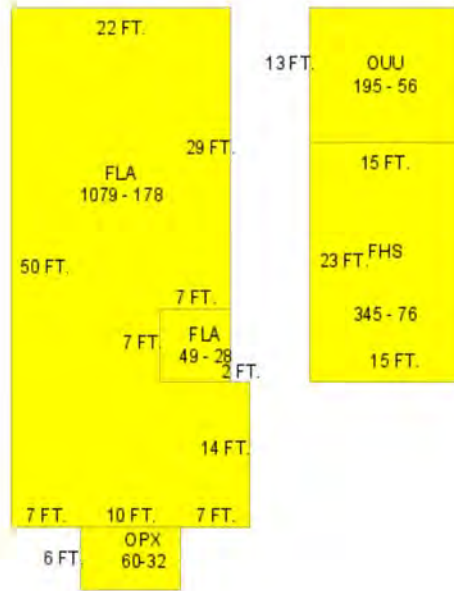 22 FT.
13 FT.
OUU
195 - 56
29 FT.
15 FT.
FLA
1079 - 178
50 FT.
23 FT.
FHS
7 FT.
7 FT.
FLA
49 - 28
345 - 76
2 FT.
15 FT.
14 FT.
7 FT.
10 FT.
7 FT.
OPX
60-32
6 FT.